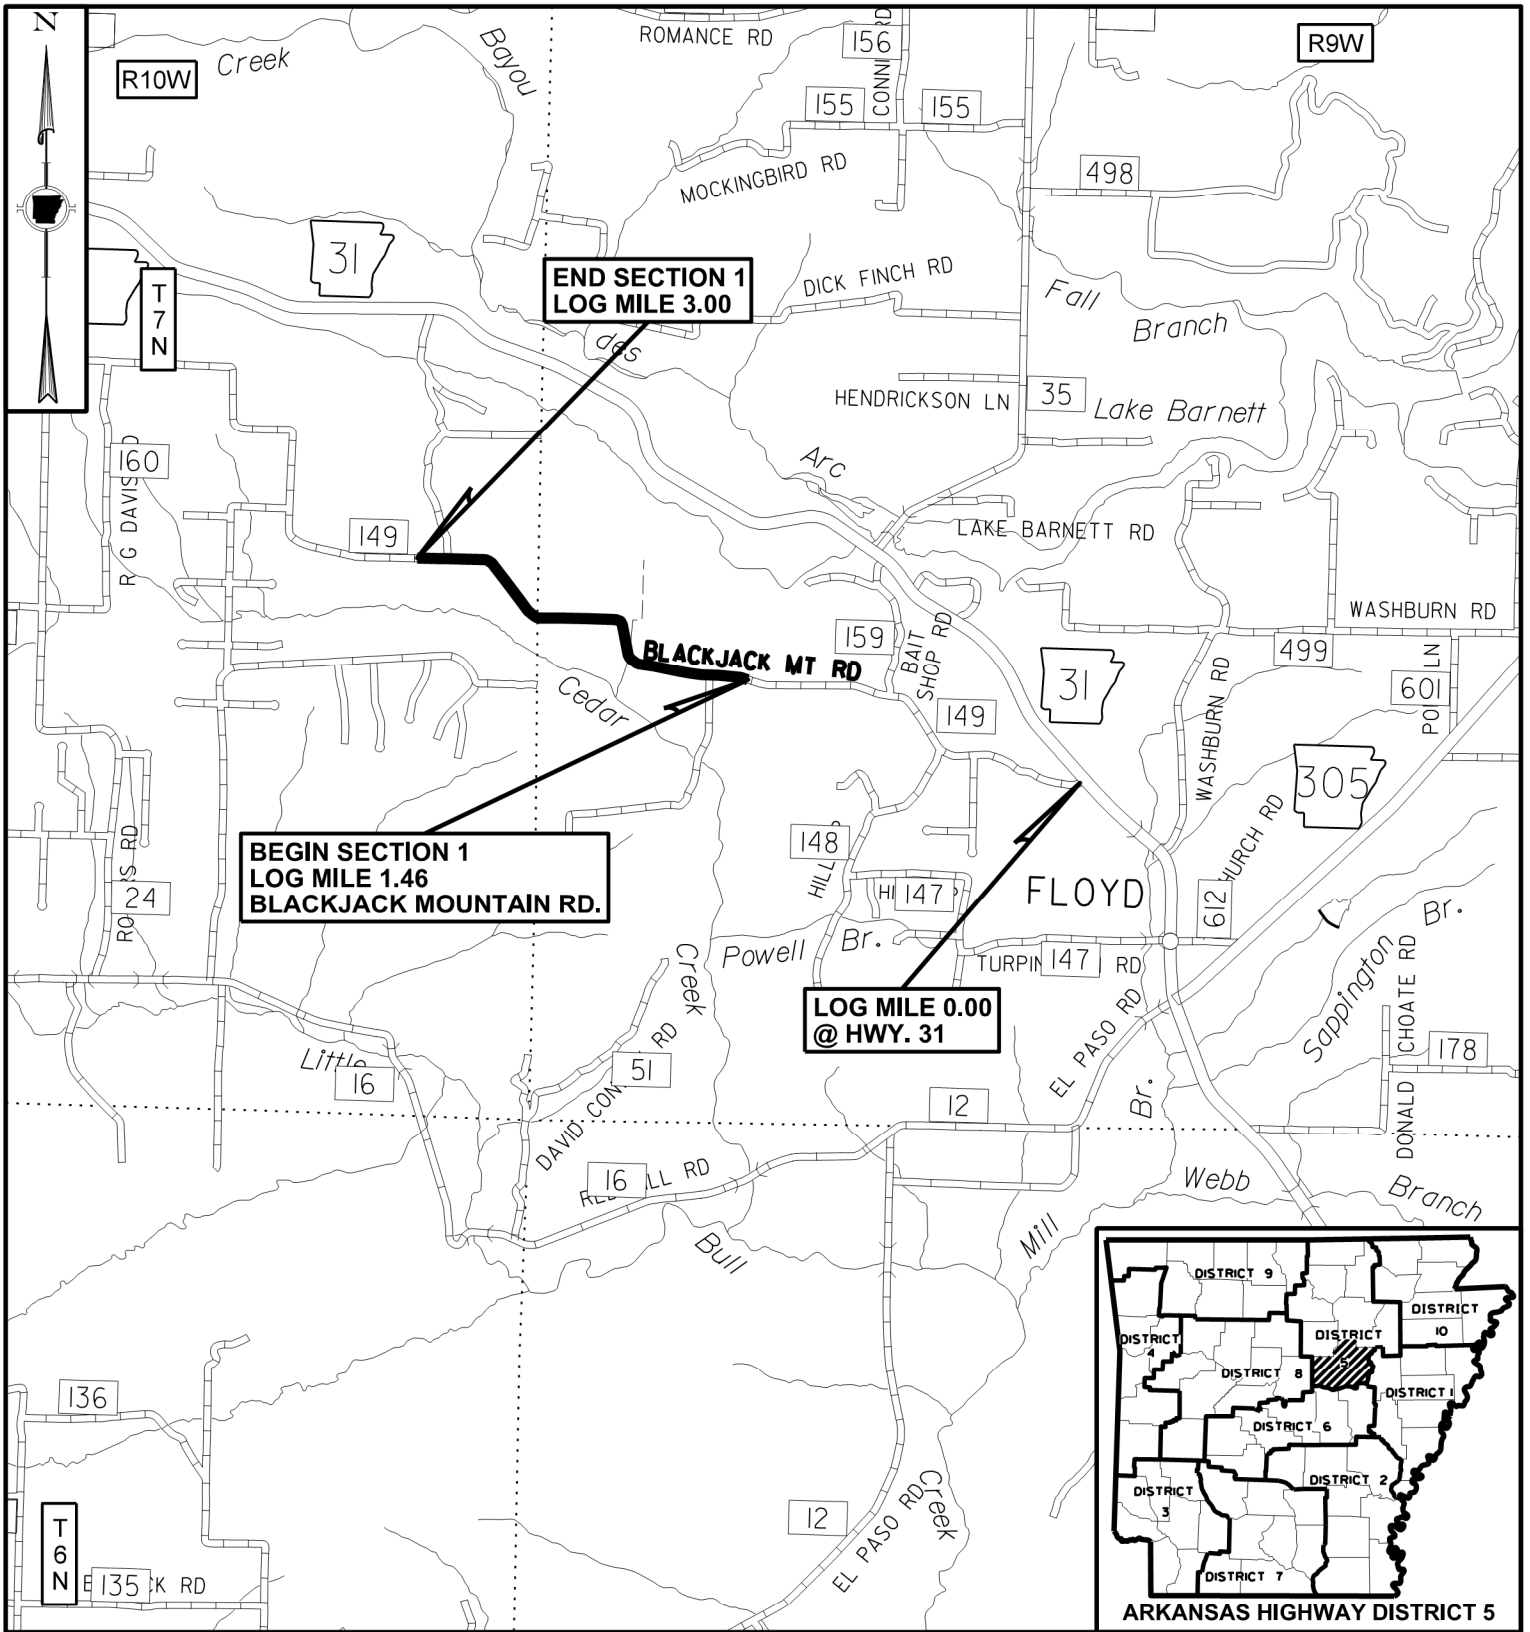 N
R10W
Creek
Bayou
ROMANCE RD
156
R9W
155
155
MOCKINGBIRD RD
498
31
END SECTION 1
LOG MILE 3.00
DICK FINCH RD
Fall
Branch
T
7
N
des
HENDRICKSON LN
35
Lake Barnett
160
R G DAVIS
Arc
149
LAKE BARNETT RD
WASHBURN RD
159
BAIT
SHOP RD
499
BLACKJACK MT RD
31
601
LN
Cedar
149
WASHBURN RD
305
BEGIN SECTION 1
LOG MILE 1.46
BLACKJACK MOUNTAIN RD.
148
HURCH RD
RD
24
147
FLOYD
612
Br.
Powell
Br.
Creek
TURPIN
147
RD
Sappington
DONALD CHOATE RD
LOG MILE 0.00
@ HWY. 31
EL PASO RD
178
Little
16
51
RD
DAVID
12
Br.
16
RD
Webb
Branch
Bull
Mill
136
12
EL PASO RD
Creek
T
6
N
135
RD
DISTRICT 9
DISTRICT
10
DISTRICT
4
DISTRICT
5
DISTRICT 8
DISTRICT 1
DISTRICT 6
DISTRICT 2
DISTRICT
3
DISTRICT 7
ARKANSAS HIGHWAY DISTRICT 5